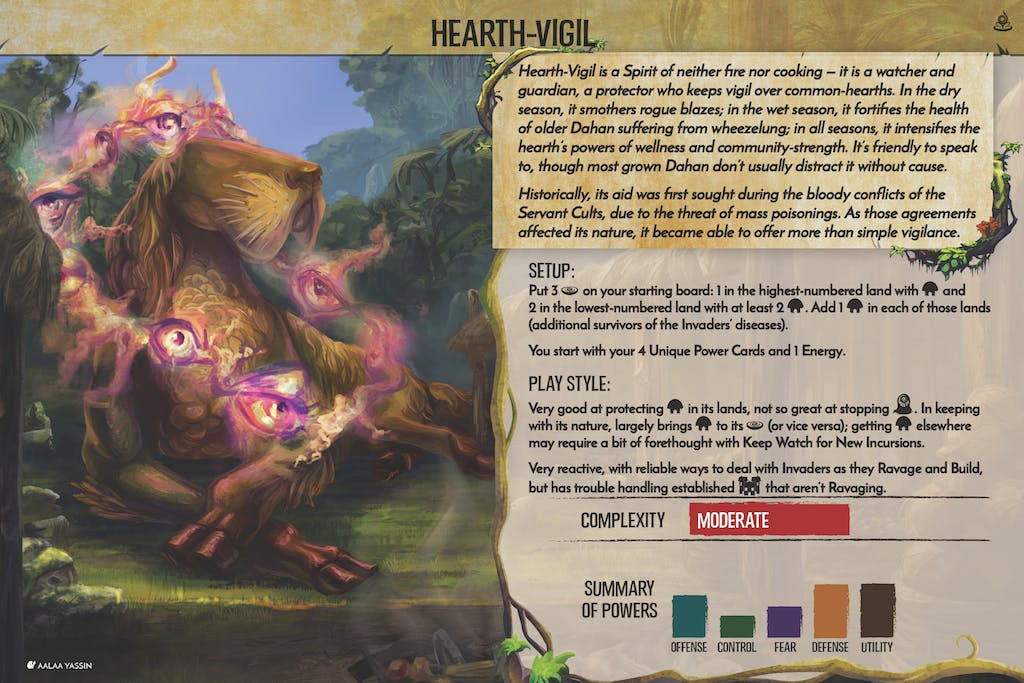 HEARTH-VIGIL
Hearth-Vigil is a Spirit of neither fire nor cooking – it is a watcher and
guardian, a protector who keeps vigil over common-hearths. In the dry
season, it smothers rogue blazes; in the wet season, it fortifies the health
of older Dahan suffering from wheezelung; in all seasons, it intensifies the
hearth's powers of wellness and community-strength. It's friendly to speak
to, though most grown Dahan don't usually distract it without cause.
Historically, its aid was first sought during the bloody conflicts of the
Servant Cults, due to the threat of mass poisonings. As those agreements
affected its nature, it became able to offer more than simple vigilance.
SETUP:
Put 3 on your starting board: 1 in the highest-numbered land with and
2 in the lowest-numbered land with at least 2 . Add 1 in each of those lands
(additional survivors of the Invaders' diseases).
You start with your 4 Unique Power Cards and 1 Energy.
PLAY STYLE:
Very good at protecting in its lands, not so great at stopping . In keeping
with its nature, largely brings to its (or vice versa); getting elsewhere
may require a bit of forethought with Keep Watch for New Incursions.
Very reactive, with reliable ways to deal with Invaders as they Ravage and Build,
but has trouble handling established that aren't Ravaging.
COMPLEXITY MODERATE
SUMMARY
OF POWERS
OFFENSE CONTROL FEAR DEFENSE UTILITY
AALAA YASSIN